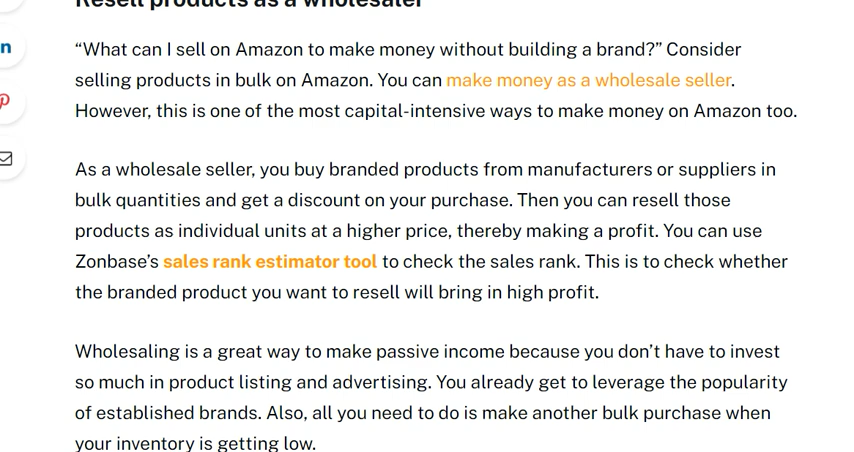 Resell products as a wholesaler
“What can I sell on Amazon to make money without building a brand?” Consider
selling products in bulk on Amazon. You can make money as a wholesale seller.
However, this is one of the most capital-intensive ways to make money on Amazon too.
As a wholesale seller, you buy branded products from manufacturers or suppliers in
bulk quantities and get a discount on your purchase. Then you can resell those
products as individual units at a higher price, thereby making a profit. You can use
Zonbase’s sales rank estimator tool to check the sales rank. This is to check whether
the branded product you want to resell will bring in high profit.
Wholesaling is a great way to make passive income because you don’t have to invest
so much in product listing and advertising. You already get to leverage the popularity
of established brands. Also, all you need to do is make another bulk purchase when
your inventory is getting low.